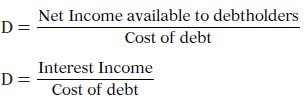 D = Net Income available to debtholders / Cost of debt
D = Interest Income / Cost of debt